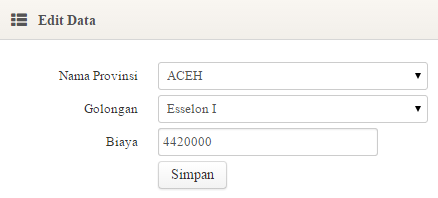 Edit Data
Nama Provinsi ACEH
Golongan Esselon I
Biaya 4420000
Simpan